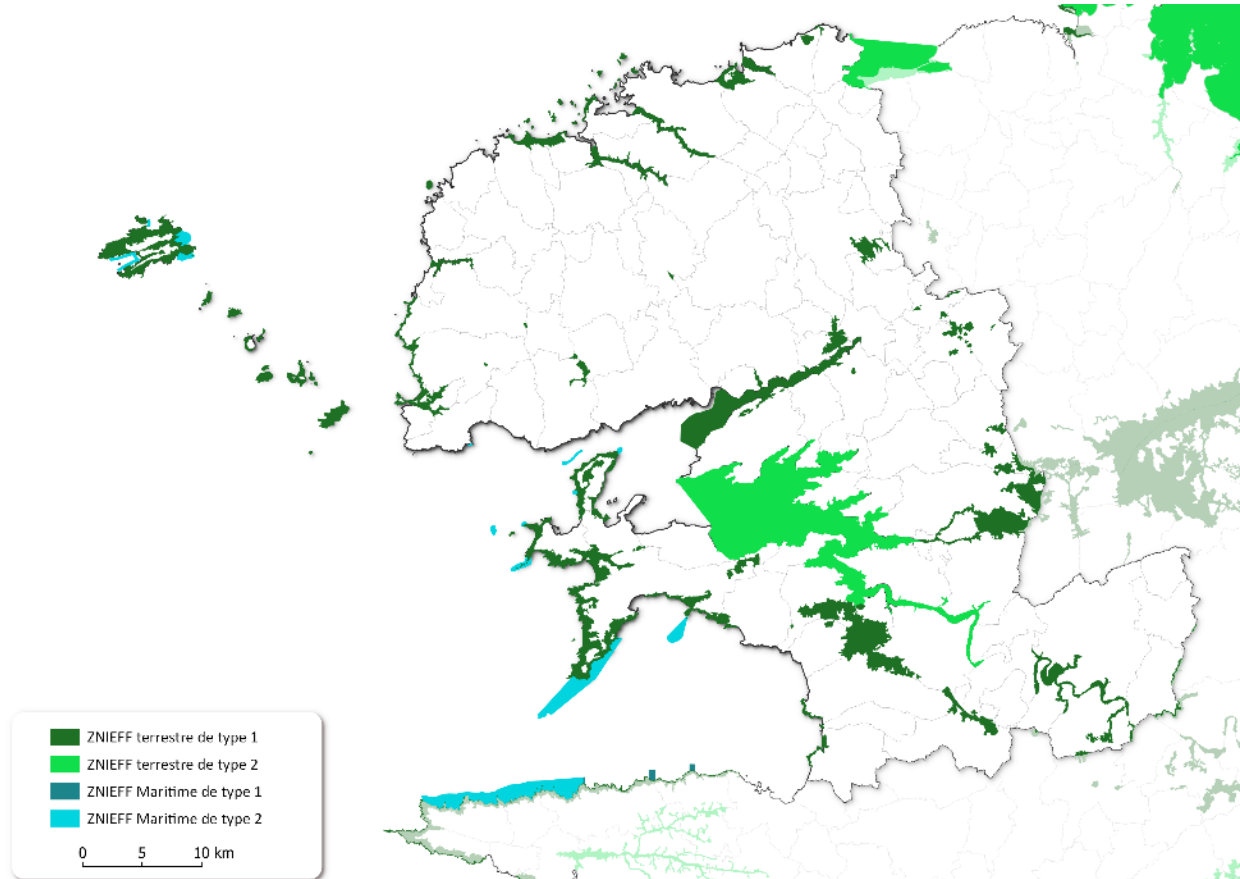 ZNIEFF terrestre de type 1
ZNIEFF terrestre de type 2
ZNIEFF Maritime de type 1
ZNIEFF Maritime de type 2
0 5 10 km